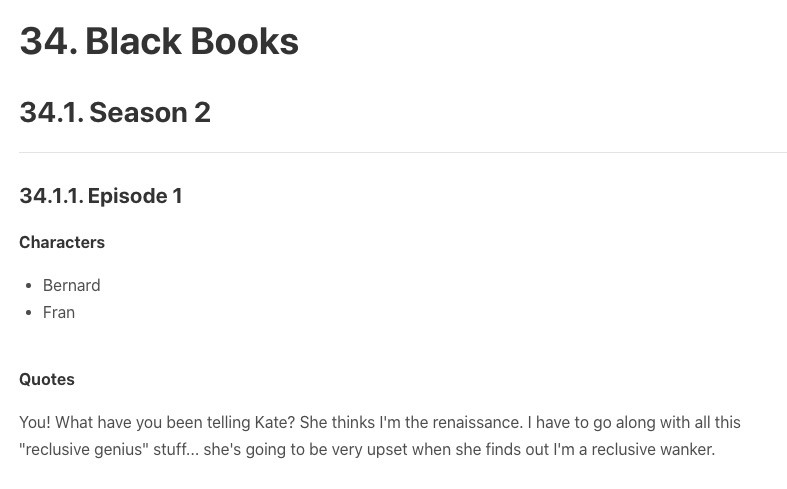 34. Black Books
34.1. Season 2
34.1.1. Episode 1
Characters
• Bernard
• Fran
Quotes
You! What have you been telling Kate? She thinks I'm the renaissance. I have to go along with all this
"reclusive genius" stuff... she's going to be very upset when she finds out I'm a reclusive wanker.